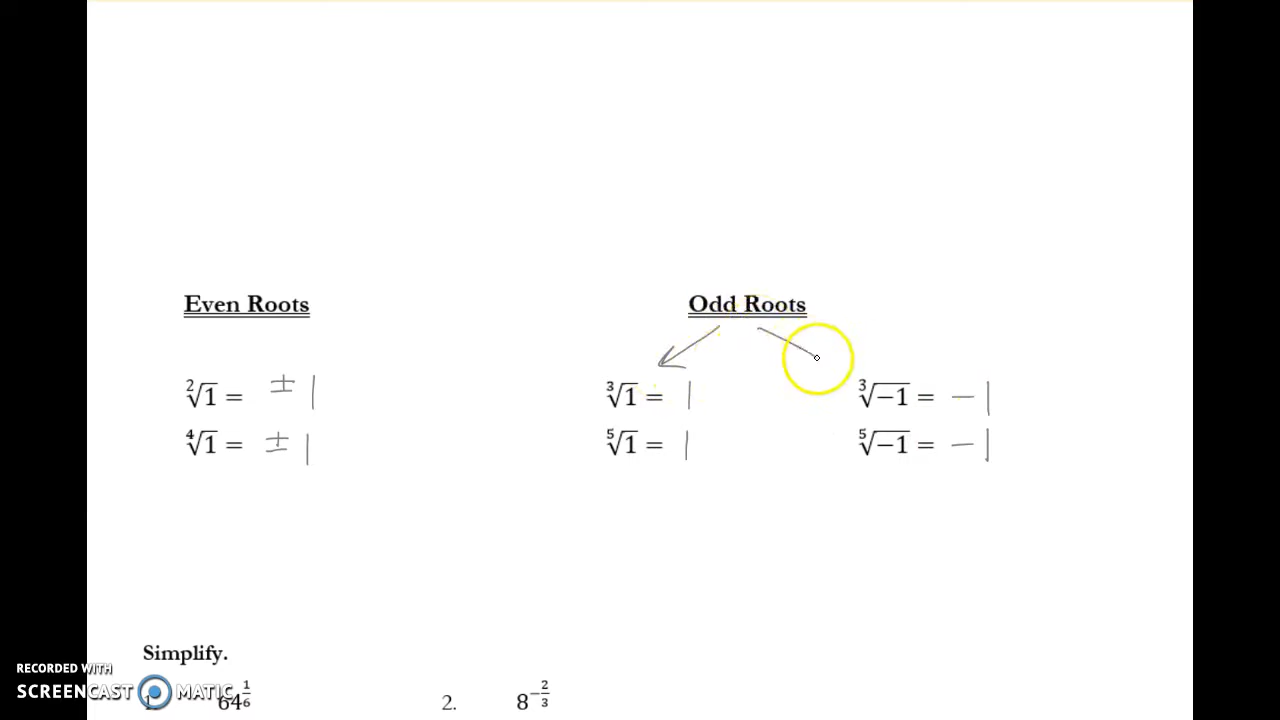 Even Roots
Odd Roots
²√1 = ± 1
³√1 = 1
³√−1 = − 1
⁴√1 = ± 1
⁵√1 = 1
⁵√−1 = − 1
Simplify.
64^(1/6)
2. 8^(−2/3)
RECORDED WITH
SCREENCAST MATIC